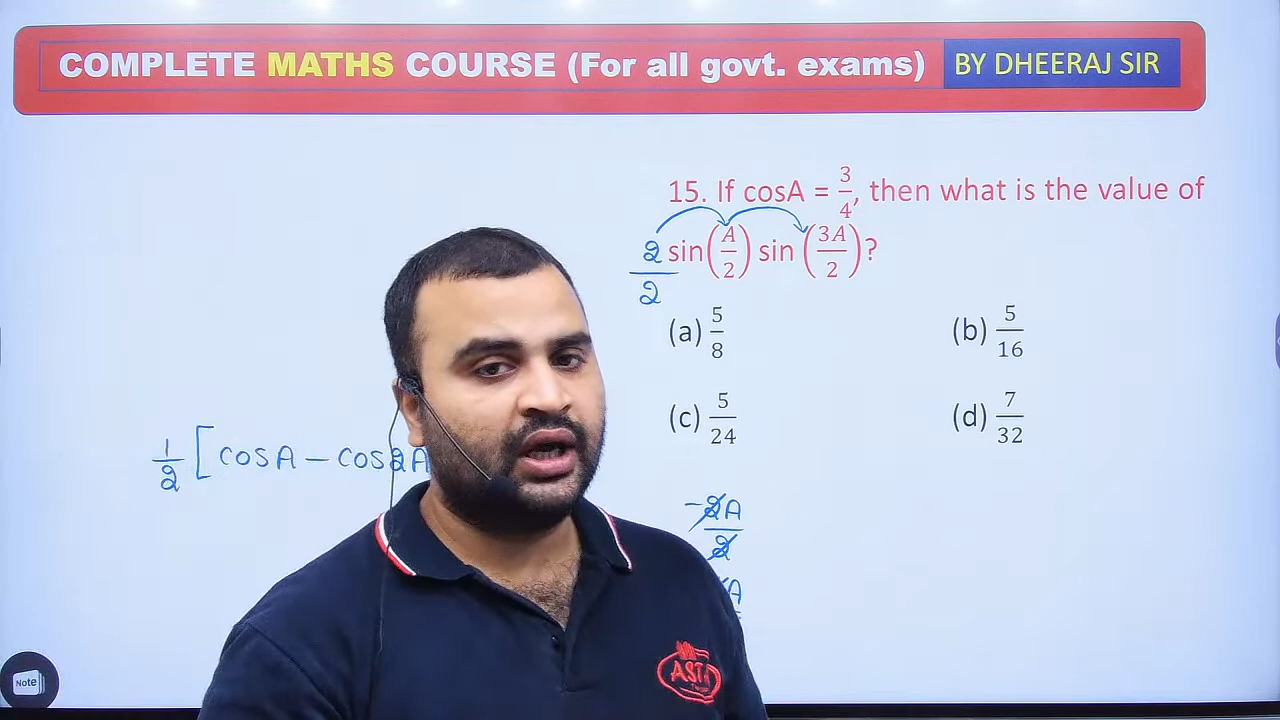 COMPLETE MATHS COURSE (For all govt. exams) BY DHEERAJ SIR
15. If cosA = 3/4, then what is the value of
2/2 sin(A/2) sin(3A/2)?
(a) 5/8 (b) 5/16
(c) 5/24 (d) 7/32
1/2 [cosA – cos2A
-2A/2
A
Note